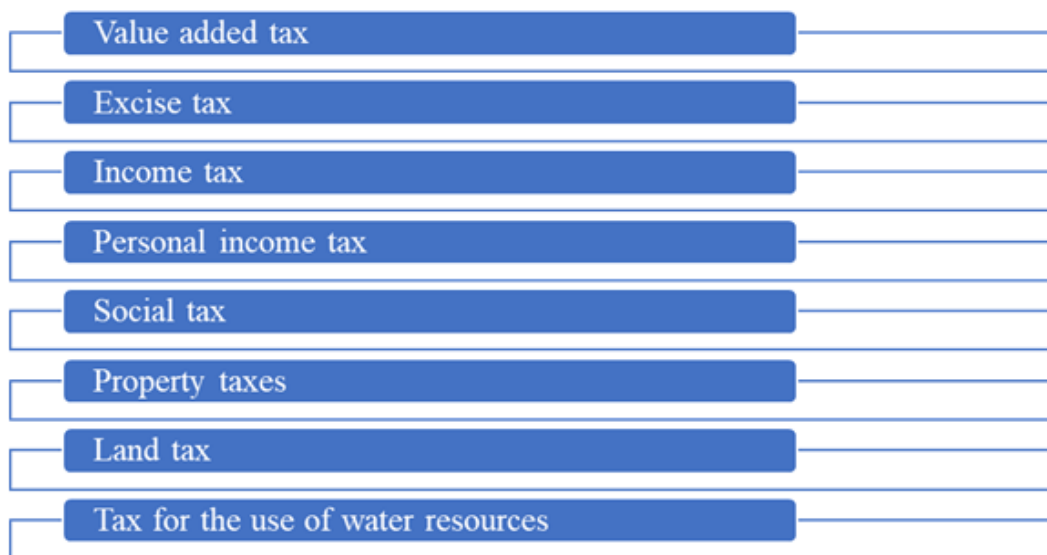 Value added tax
Excise tax
Income tax
Personal income tax
Social tax
Property taxes
Land tax
Tax for the use of water resources